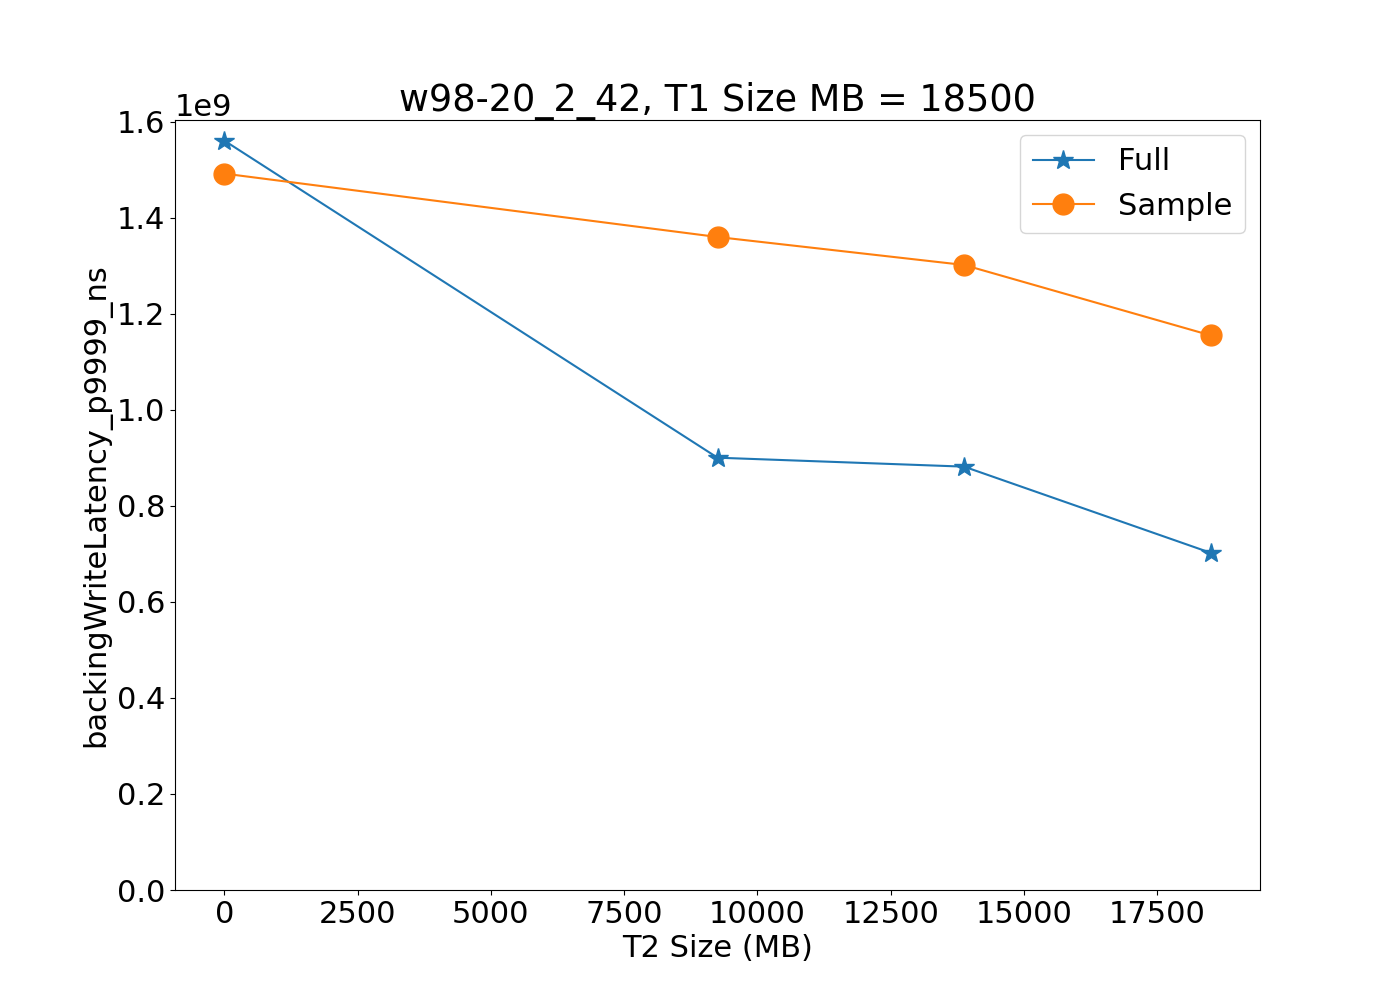 w98-20_2_42, T1 Size MB = 18500
1e9
1.6
1.4
1.2
1.0
0.8
0.6
0.4
0.2
0.0
backingWriteLatency_p9999_ns
Full
Sample
0 2500 5000 7500 10000 12500 15000 17500
T2 Size (MB)